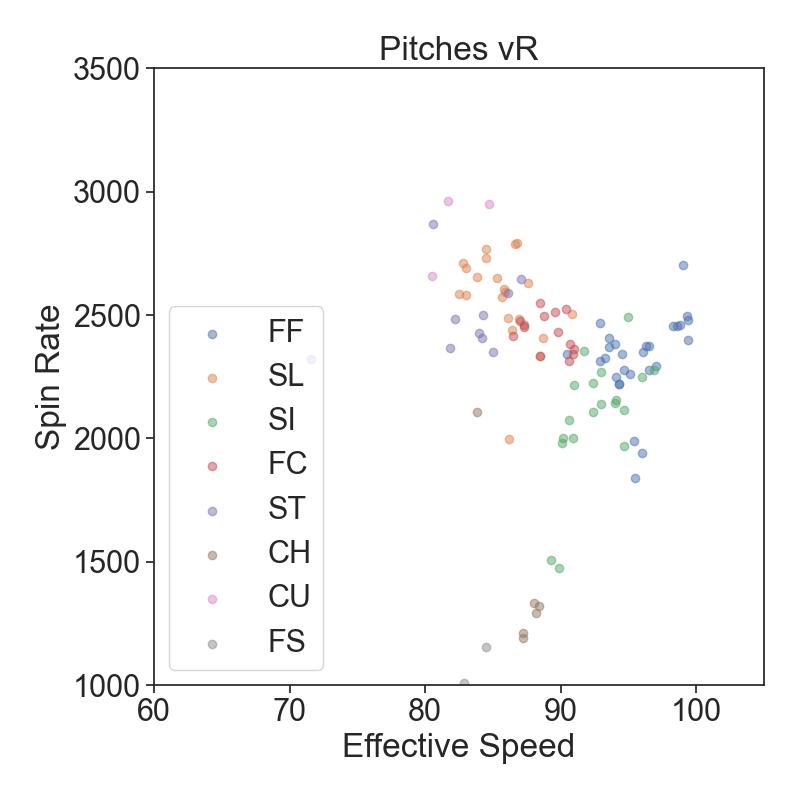 Pitches vR
3500
3000
2500
2000
1500
1000
Spin Rate
FF
SL
SI
FC
ST
CH
CU
FS
60 70 80 90 100
Effective Speed